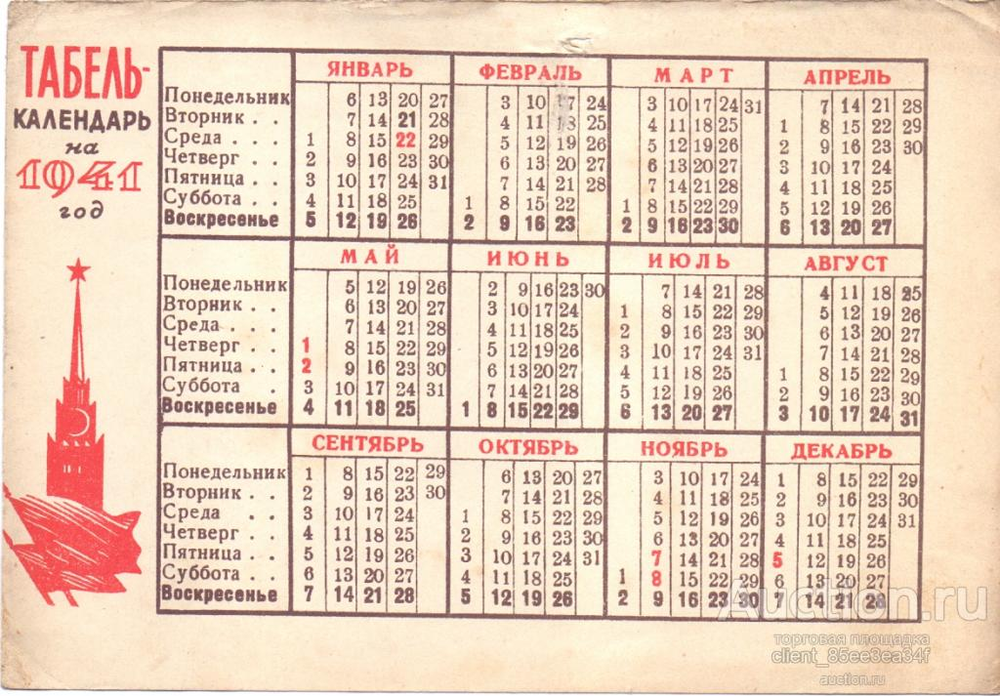 ТАБЕЛЬ-
КАЛЕНДАРЬ
на
1941
год
ЯНВАРЬ ФЕВРАЛЬ МАРТ АПРЕЛЬ
Понедельник 6 13 20 27 3 10 17 24 3 10 17 24 31 7 14 21 28
Вторник . . 7 14 21 28 4 11 18 25 4 11 18 25 1 8 15 22 29
Среда . . . 1 8 15 22 29 5 12 19 26 5 12 19 26 2 9 16 23 30
Четверг . . 2 9 16 23 30 6 13 20 27 6 13 20 27 3 10 17 24
Пятница . . 3 10 17 24 31 7 14 21 28 7 14 21 28 4 11 18 25
Суббота . . 4 11 18 25 1 8 15 22 1 8 15 22 29 5 12 19 26
Воскресенье 5 12 19 26 2 9 16 23 2 9 16 23 30 6 13 20 27
МАЙ ИЮНЬ ИЮЛЬ АВГУСТ
Понедельник 5 12 19 26 2 9 16 23 30 7 14 21 28 4 11 18 25
Вторник . . 6 13 20 27 3 10 17 24 1 8 15 22 29 5 12 19 26
Среда . . . 7 14 21 28 4 11 18 25 2 9 16 23 30 6 13 20 27
Четверг . . 1 8 15 22 29 5 12 19 26 3 10 17 24 31 7 14 21 28
Пятница . . 2 9 16 23 30 6 13 20 27 4 11 18 25 1 8 15 22 29
Суббота . 3 10 17 24 31 7 14 21 28 5 12 19 26 2 9 16 23 30
Воскресенье 4 11 18 25 1 8 15 22 29 6 13 20 27 3 10 17 24 31
СЕНТЯБРЬ ОКТЯБРЬ НОЯБРЬ ДЕКАБРЬ
Понедельник 1 8 15 22 29 6 13 20 27 3 10 17 24 1 8 15 22 29
Вторник . . 2 9 16 23 30 7 14 21 28 4 11 18 25 2 9 16 23 30
Среда . . . 3 10 17 24 1 8 15 22 29 5 12 19 26 3 10 17 24 31
Четверг . . 4 11 18 25 2 9 16 23 30 6 13 20 27 4 11 18 25
Пятница . . 5 12 19 26 3 10 17 24 31 7 14 21 28 5 12 19 26
Суббота . . 6 13 20 27 4 11 18 25 1 8 15 22 29 6 13 20 27
Воскресенье 7 14 21 28 5 12 19 26 2 9 16 23 30 7 14 21 28
Auction.ru
торговая площадка
client_85ee3ea34f
auction.ru